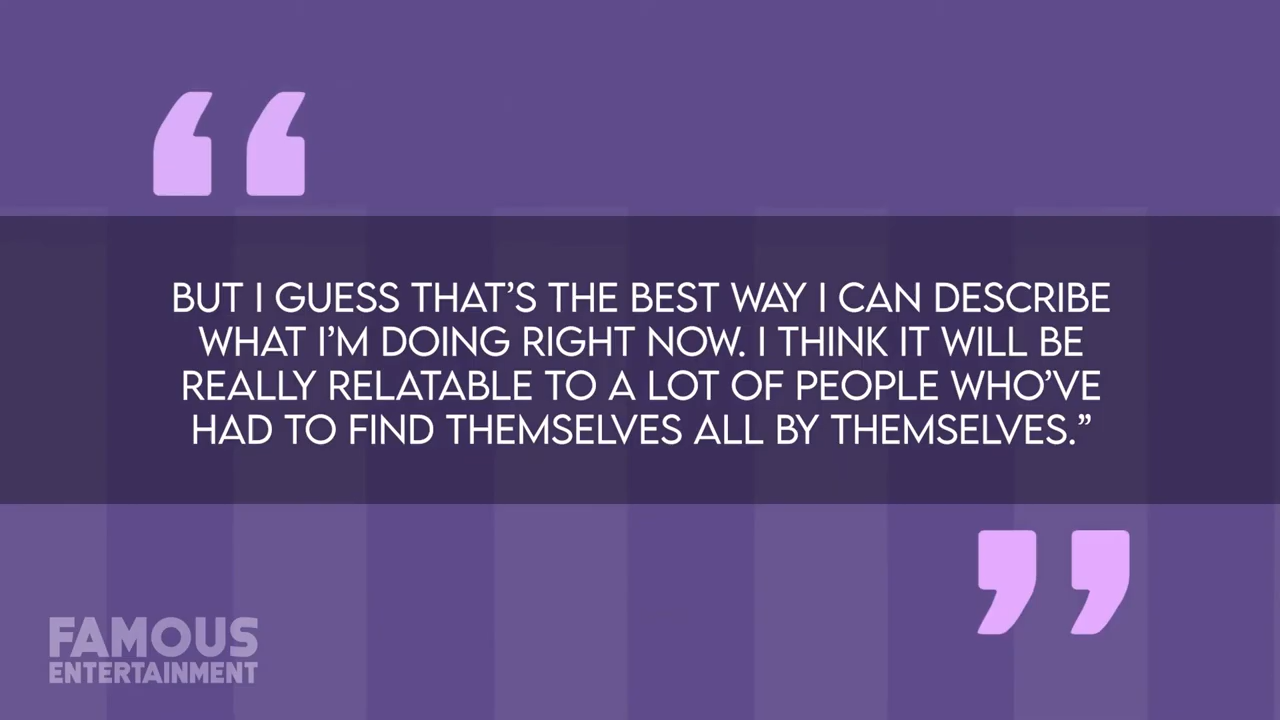 BUT I GUESS THAT’S THE BEST WAY I CAN DESCRIBE
WHAT I’M DOING RIGHT NOW. I THINK IT WILL BE
REALLY RELATABLE TO A LOT OF PEOPLE WHO’VE
HAD TO FIND THEMSELVES ALL BY THEMSELVES.”
FAMOUS
ENTERTAINMENT